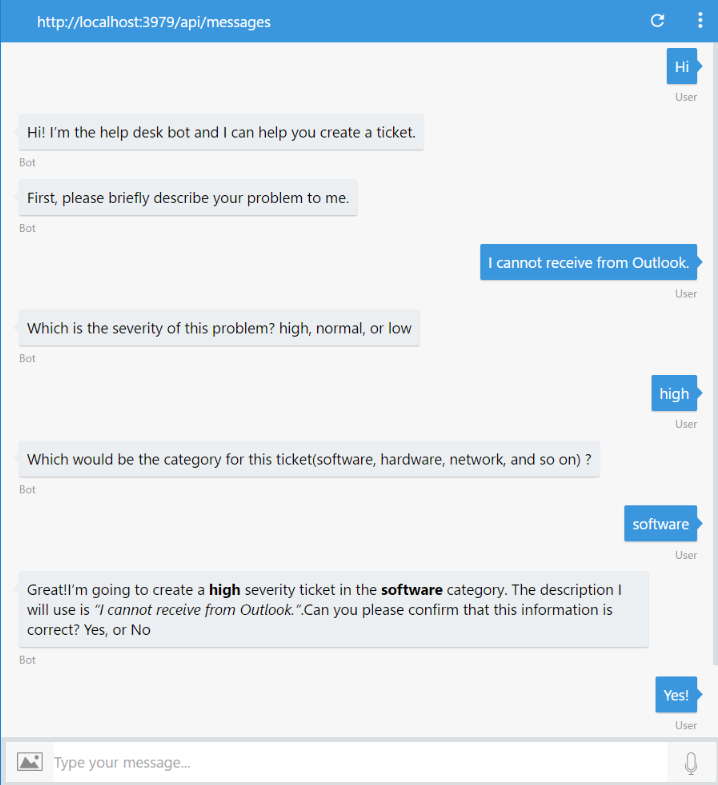 http://localhost:3979/api/messages
Hi
User
Hi! I'm the help desk bot and I can help you create a ticket.
Bot
First, please briefly describe your problem to me.
Bot
I cannot receive from Outlook.
User
Which is the severity of this problem? high, normal, or low
Bot
high
User
Which would be the category for this ticket(software, hardware, network, and so on) ?
Bot
software
User
Great!I'm going to create a high severity ticket in the software category. The description I
will use is "I cannot receive from Outlook.".Can you please confirm that this information is
correct? Yes, or No
Bot
Yes!
User
Type your message...